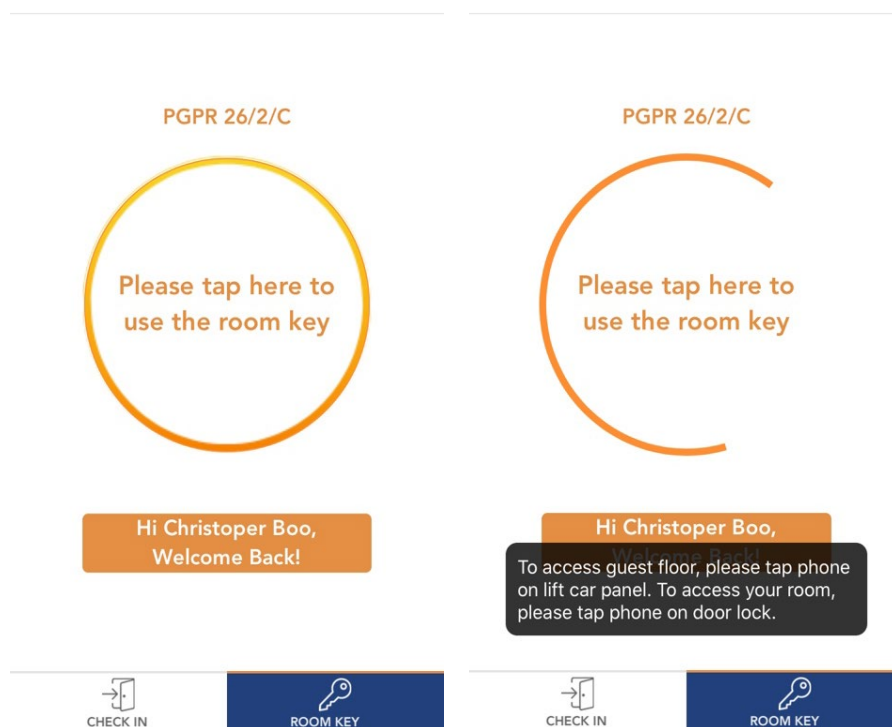 PGPR 26/2/C
Please tap here to
use the room key
Hi Christoper Boo,
Welcome Back!
CHECK IN
ROOM KEY
PGPR 26/2/C
Please tap here to
use the room key
Hi Christoper Boo,
Welcome Back!
To access guest floor, please tap phone
on lift car panel. To access your room,
please tap phone on door lock.
CHECK IN
ROOM KEY